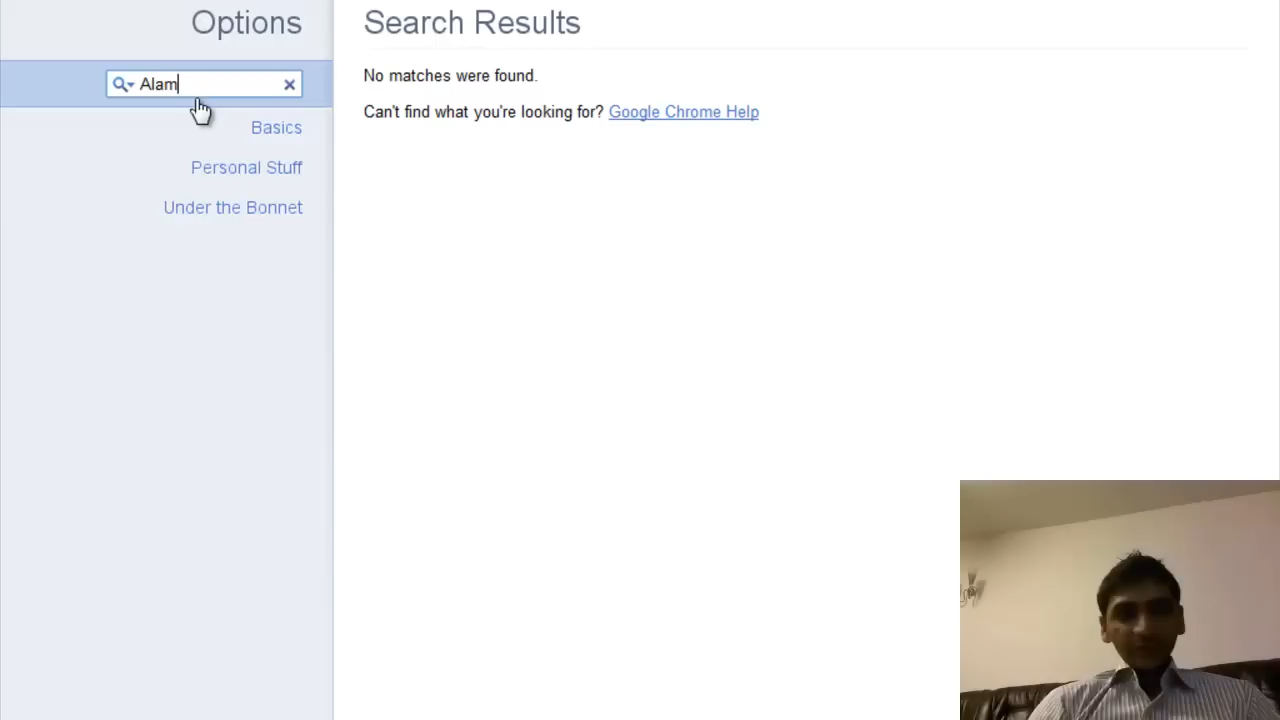 Options
Alam
Basics
Personal Stuff
Under the Bonnet
Search Results
No matches were found.
Can't find what you're looking for? Google Chrome Help